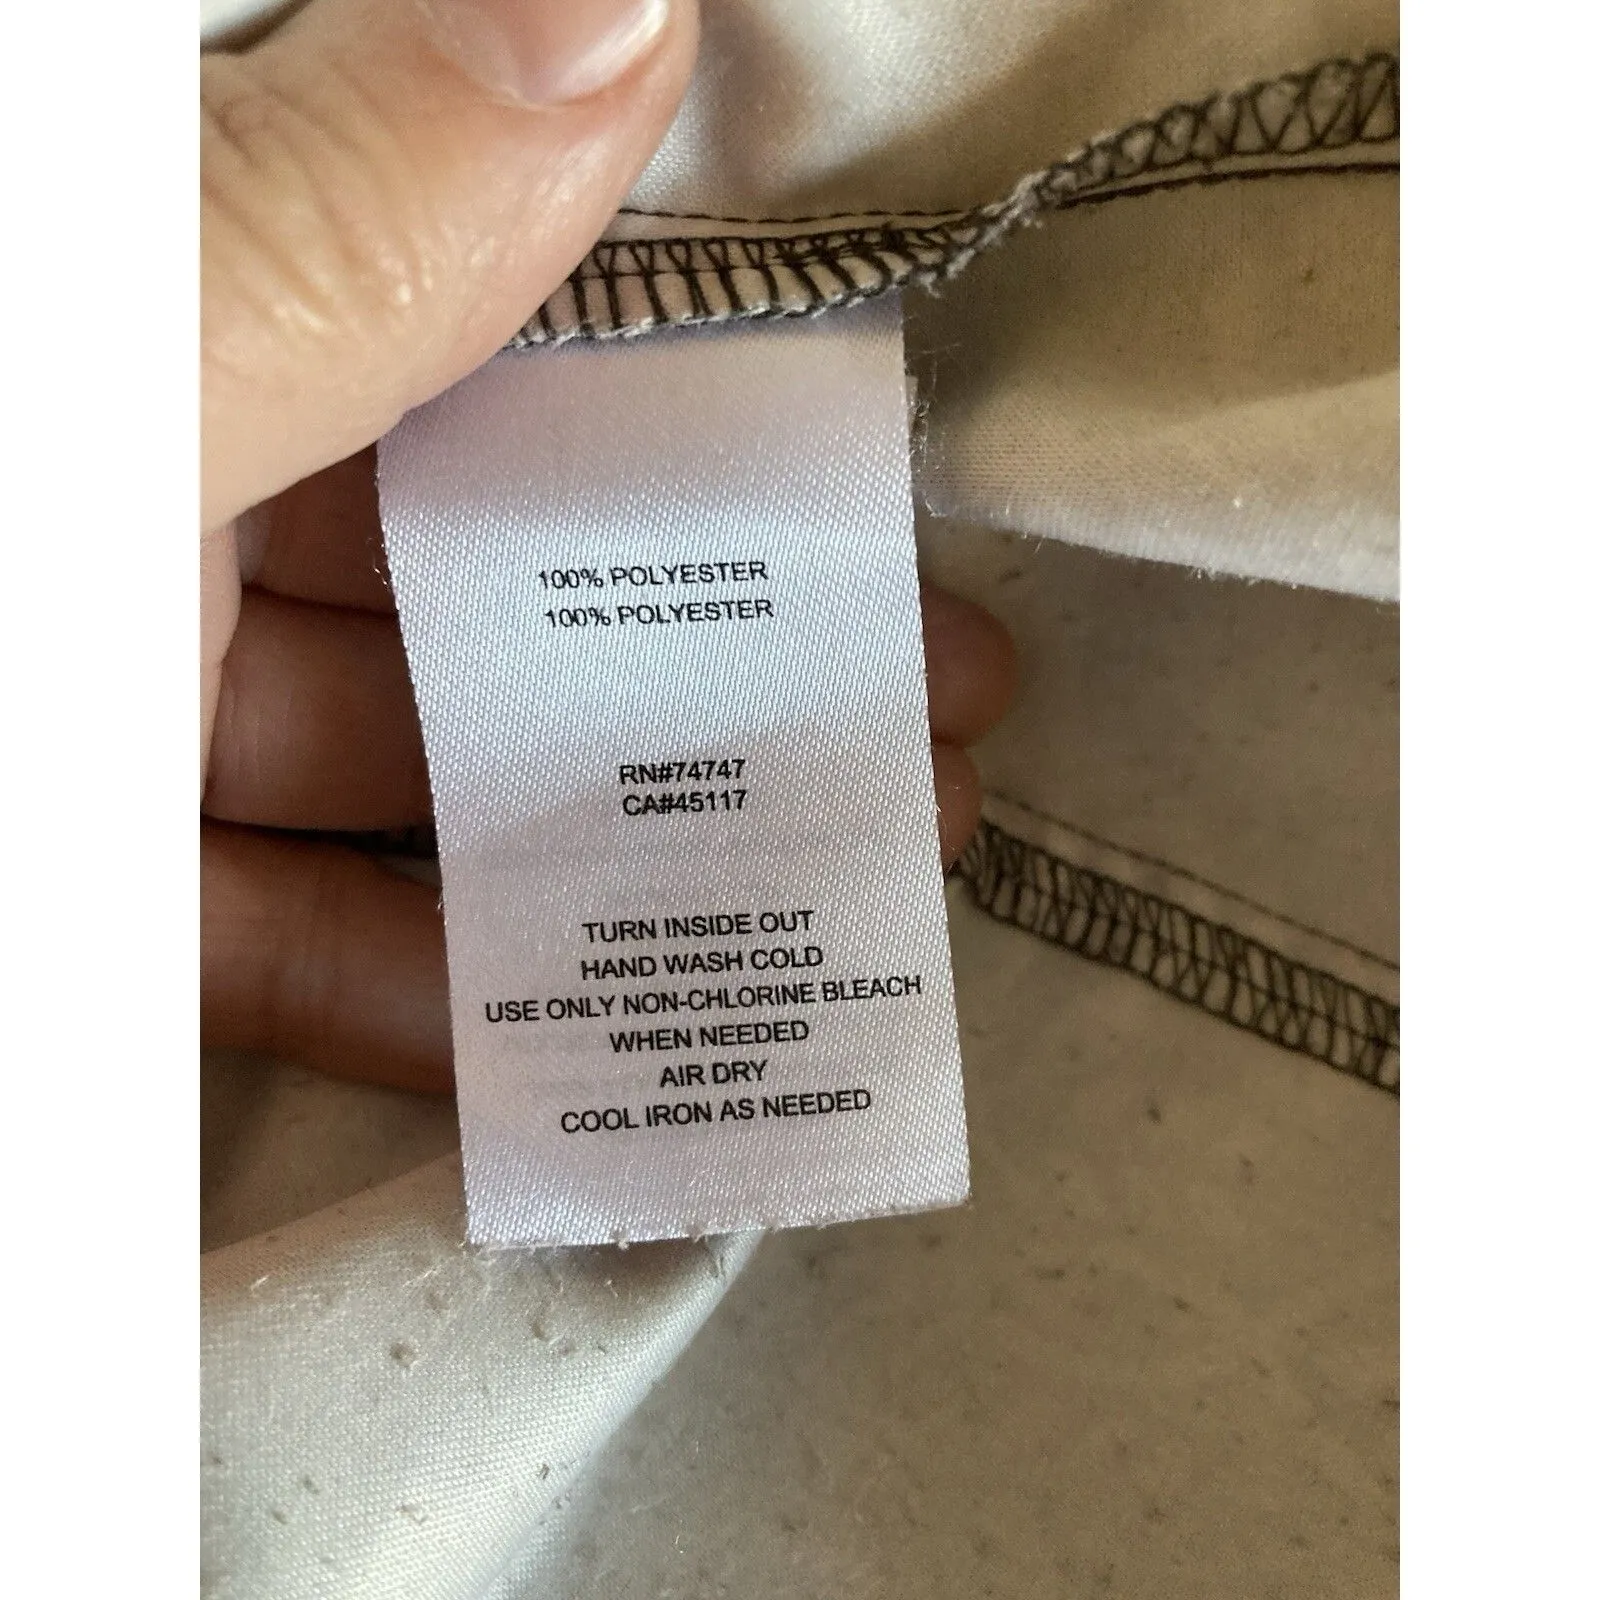 100% POLYESTER
100% POLYESTER
RN#74747
CA#45117
TURN INSIDE OUT
HAND WASH COLD
USE ONLY NON-CHLORINE BLEACH
WHEN NEEDED
AIR DRY
COOL IRON AS NEEDED